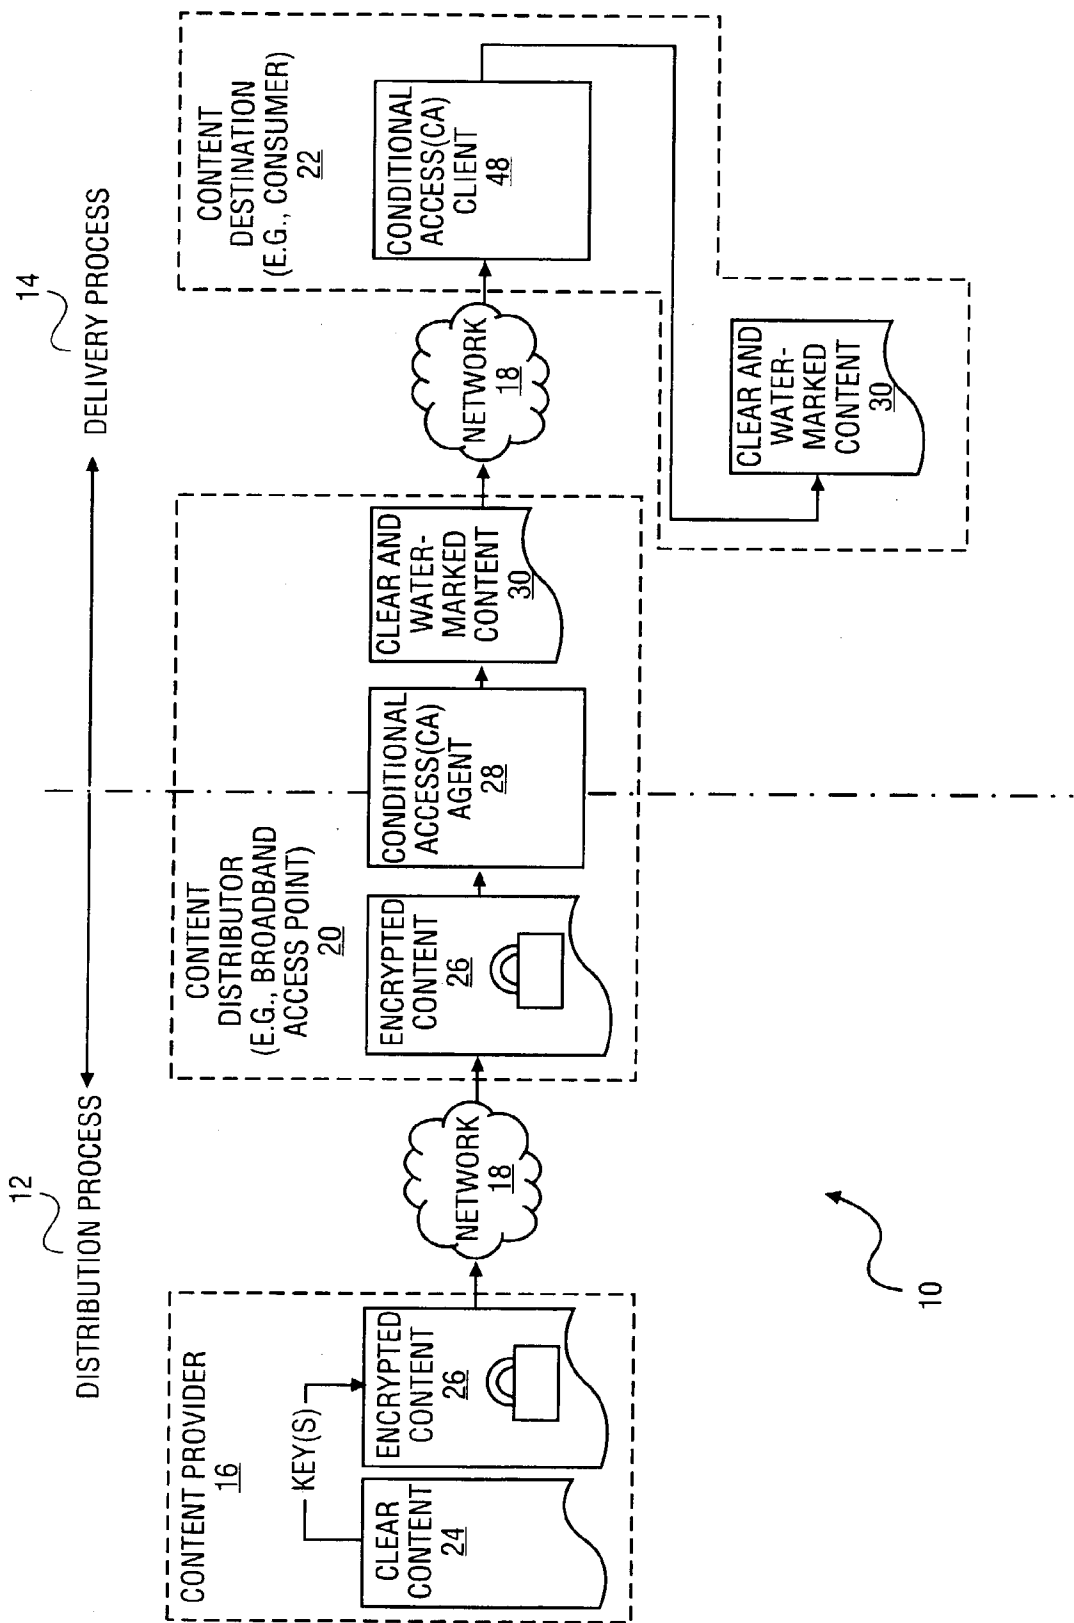 12
DISTRIBUTION PROCESS
14
DELIVERY PROCESS
CONTENT PROVIDER
16
KEY(S)
CLEAR
CONTENT
24
ENCRYPTED
CONTENT
26
NETWORK
18
CONTENT
DISTRIBUTOR
(E.G., BROADBAND
ACCESS POINT)
20
ENCRYPTED
CONTENT
26
CONDITIONAL
ACCESS(CA)
AGENT
28
CLEAR AND
WATER-
MARKED
CONTENT
30
NETWORK
18
CONTENT
DESTINATION
(E.G., CONSUMER)
22
CONDITIONAL
ACCESS(CA)
CLIENT
48
CLEAR AND
WATER-
MARKED
CONTENT
30
10